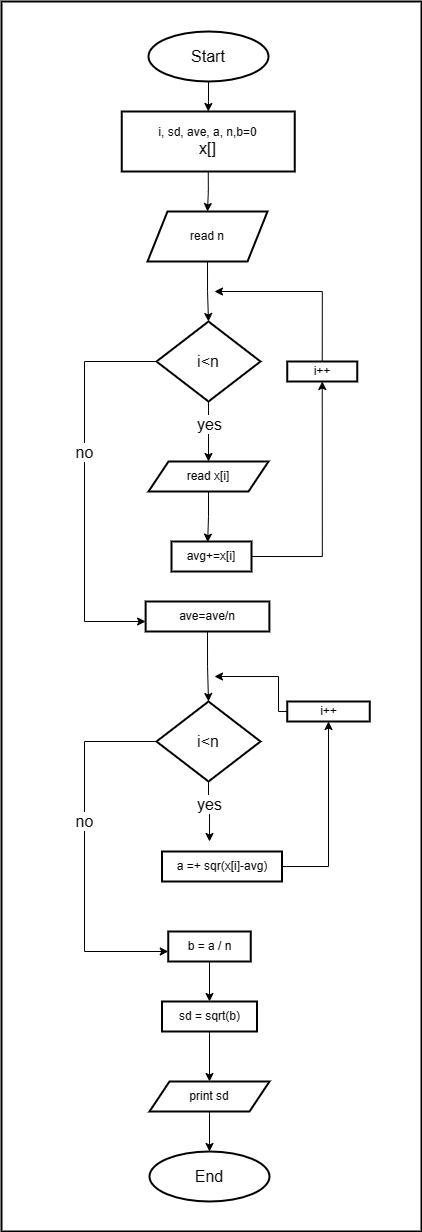 Start
i, sd, ave, a, n,b=0
x[]
read n
i<n
i++
yes
no
read x[i]
avg+=x[i]
ave=ave/n
i++
i<n
yes
no
a =+ sqr(x[i]-avg)
b = a / n
sd = sqrt(b)
print sd
End